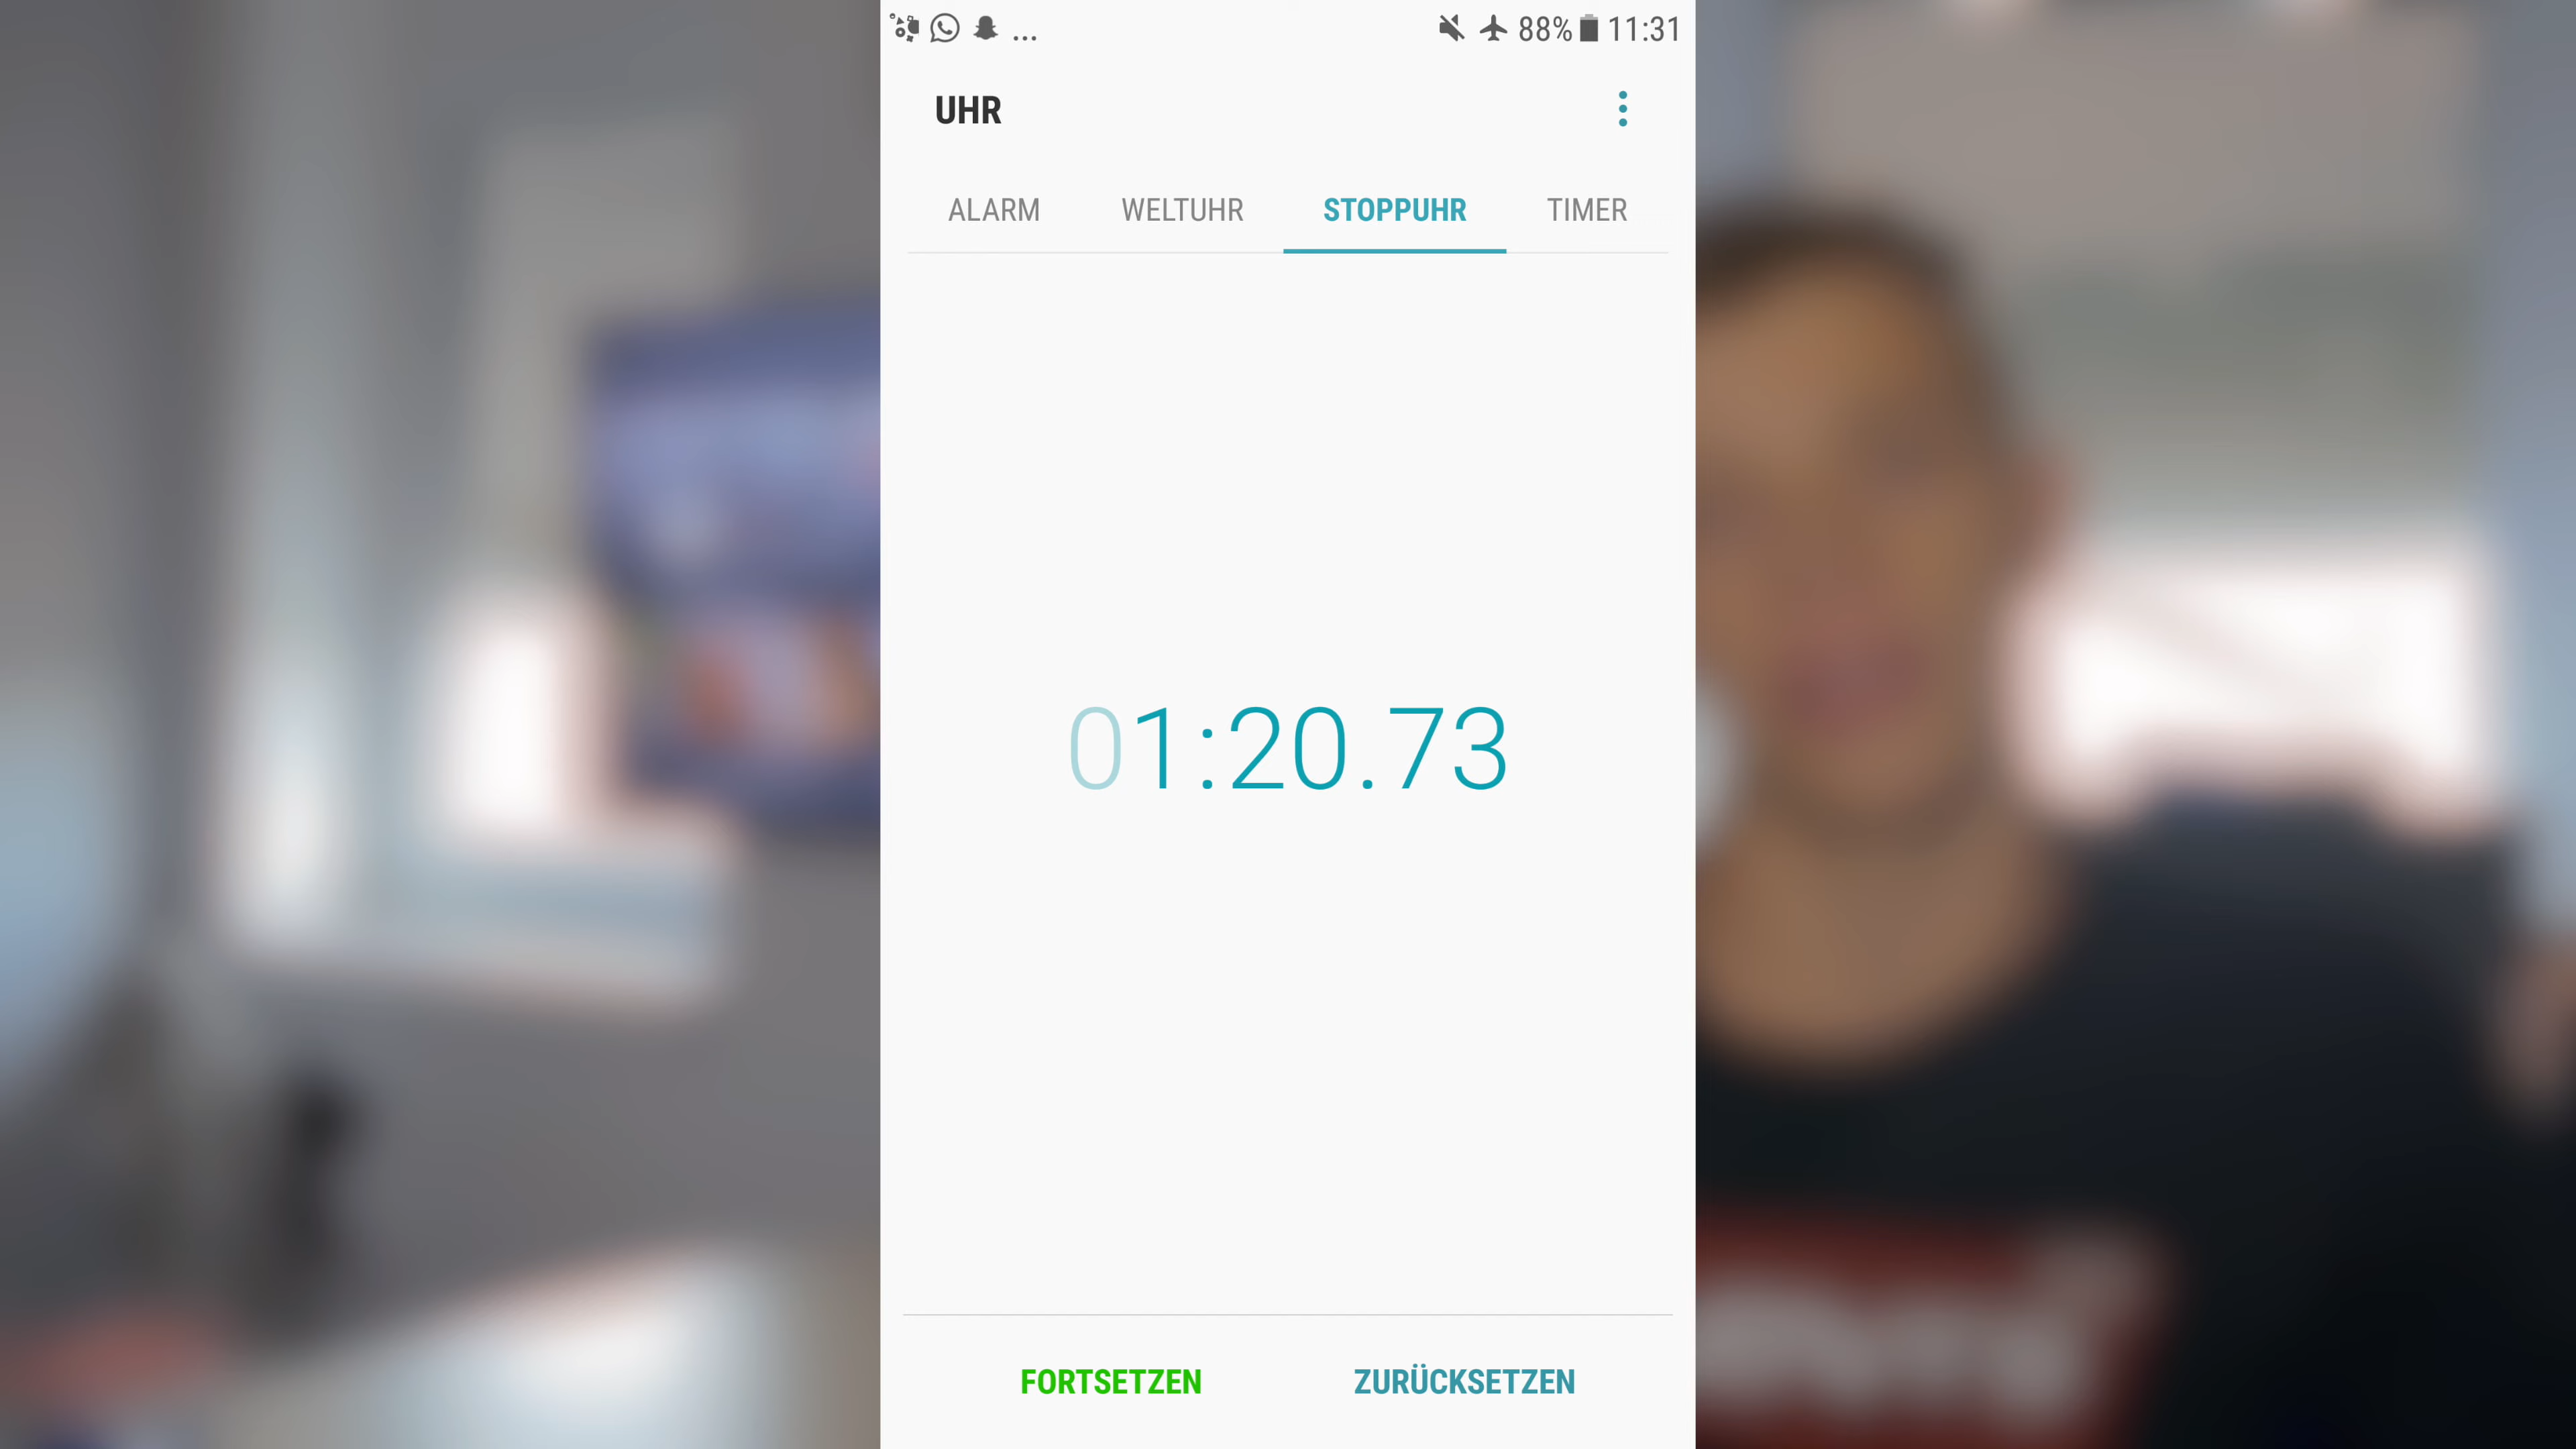 ... 88% 11:31
UHR
ALARM WELTUHR STOPPUHR TIMER
01:20.73
FORTSETZEN ZURÜCKSETZEN